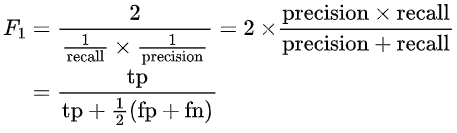 F₁ = 2 / (1/recall × 1/precision) = 2 × (precision × recall) / (precision + recall)
= tp / (tp + 1/2 (fp + fn))